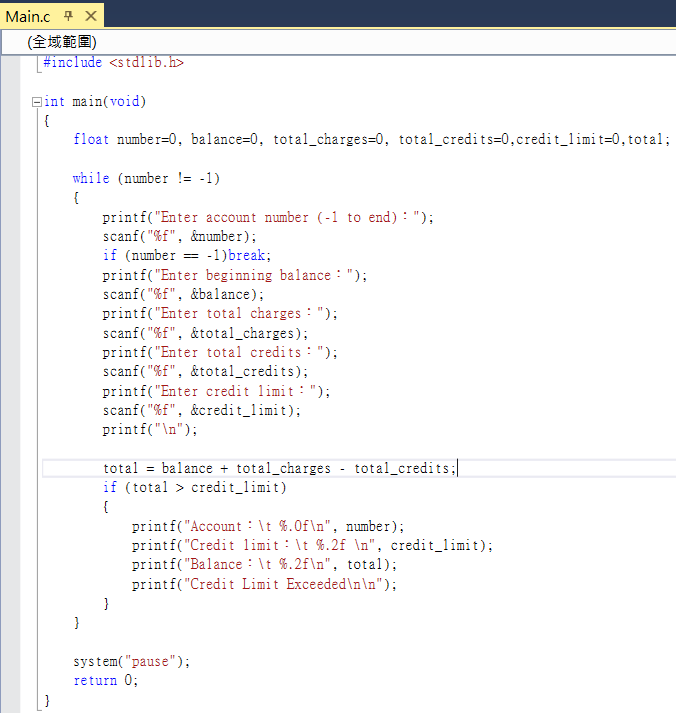 Main.c
(全域範圍)
#include <stdlib.h>
int main(void)
{
float number=0, balance=0, total_charges=0, total_credits=0,credit_limit=0,total;
while (number != -1)
{
printf("Enter account number (-1 to end)：");
scanf("%f", &number);
if (number == -1)break;
printf("Enter beginning balance：");
scanf("%f", &balance);
printf("Enter total charges：");
scanf("%f", &total_charges);
printf("Enter total credits：");
scanf("%f", &total_credits);
printf("Enter credit limit：");
scanf("%f", &credit_limit);
printf("\n");
total = balance + total_charges - total_credits;
if (total > credit_limit)
{
printf("Account：\t %.0f\n", number);
printf("Credit limit：\t %.2f \n", credit_limit);
printf("Balance：\t %.2f\n", total);
printf("Credit Limit Exceeded\n\n");
}
}
system("pause");
return 0;
}